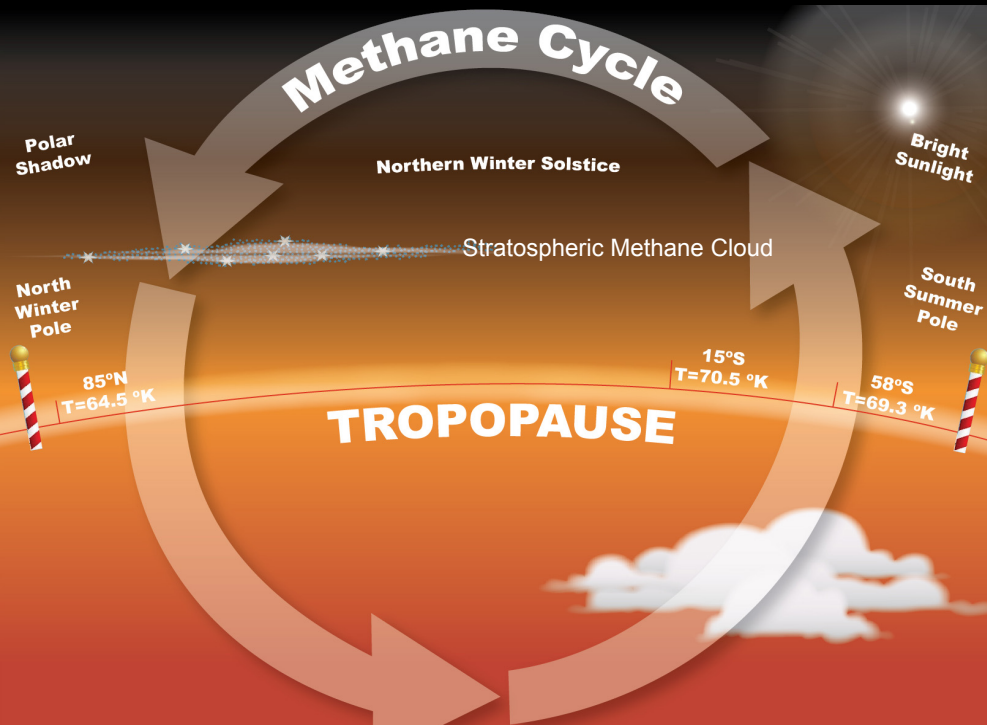 Methane Cycle
Polar
Shadow
Northern Winter Solstice
Bright
Sunlight
Stratospheric Methane Cloud
North
Winter
Pole
South
Summer
Pole
85ºN
T=64.5 ºK
15ºS
T=70.5 ºK
58ºS
T=69.3 ºK
TROPOPAUSE